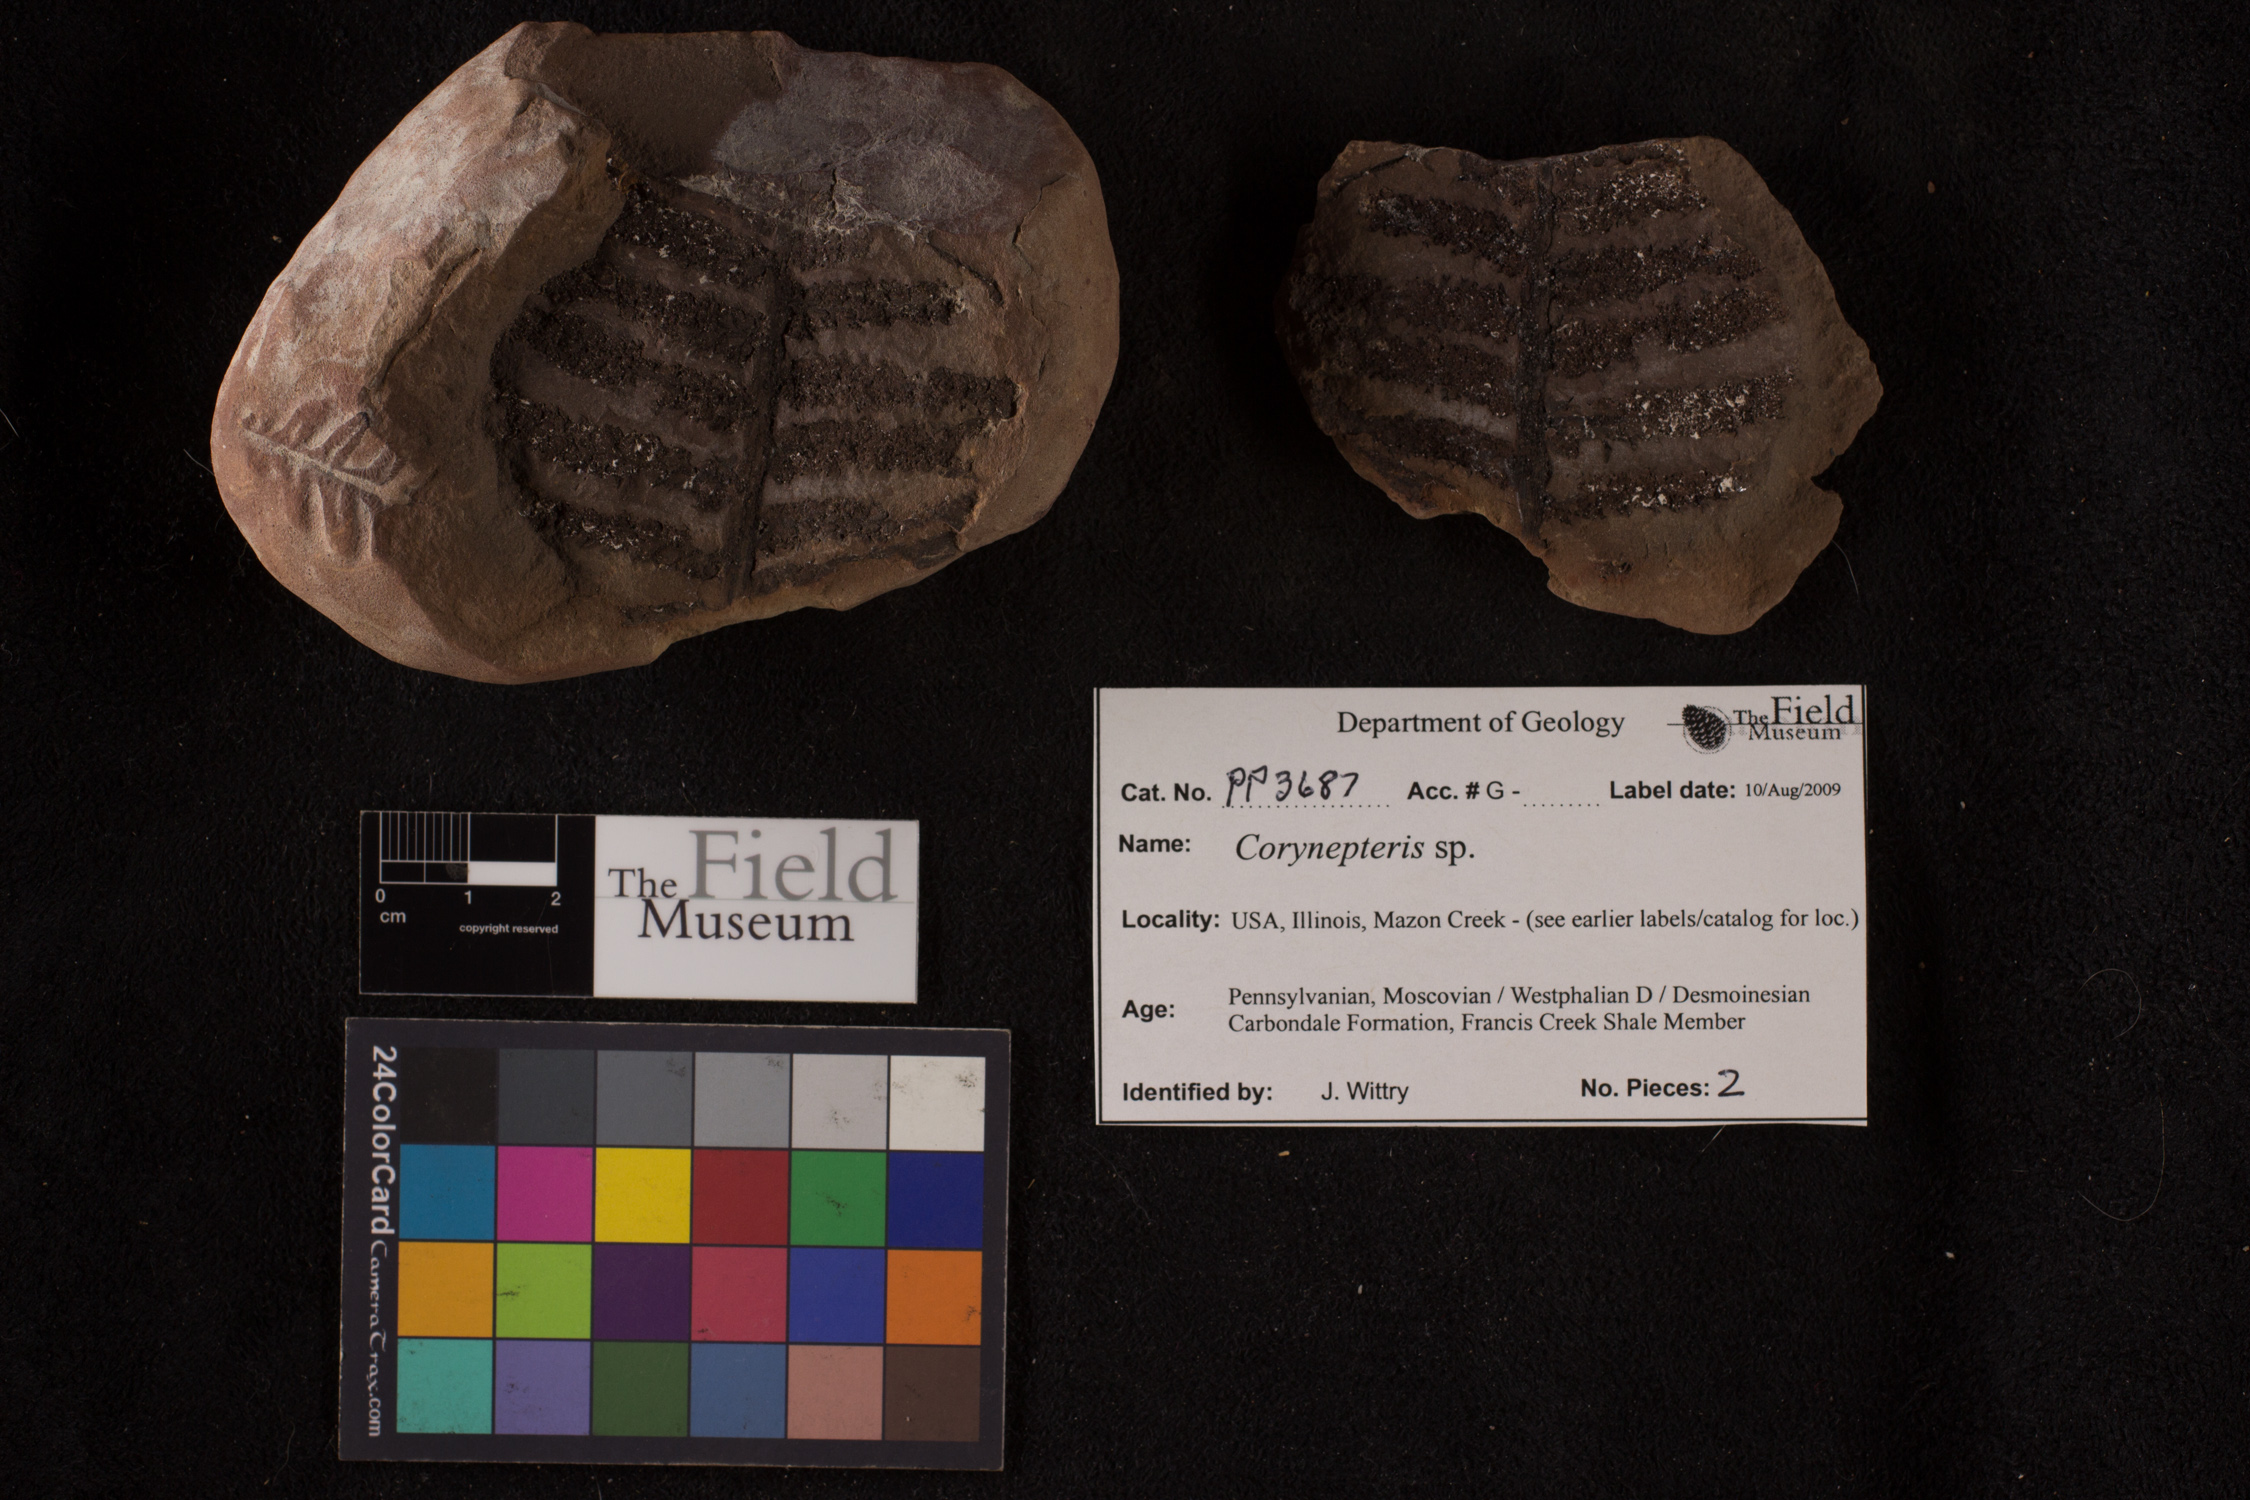 Department of Geology
The Field
Museum
Cat. No. PP3687 Acc. # G - Label date: 10/Aug/2009
Name: Corynepteris sp.
Locality: USA, Illinois, Mazon Creek - (see earlier labels/catalog for loc.)
Age: Pennsylvanian, Moscovian / Westphalian D / Desmoinesian
Carbondale Formation, Francis Creek Shale Member
Identified by: J. Wittry No. Pieces: 2
0 1 2
cm
copyright reserved
The Field
Museum
24ColorCard CameraTrax.com